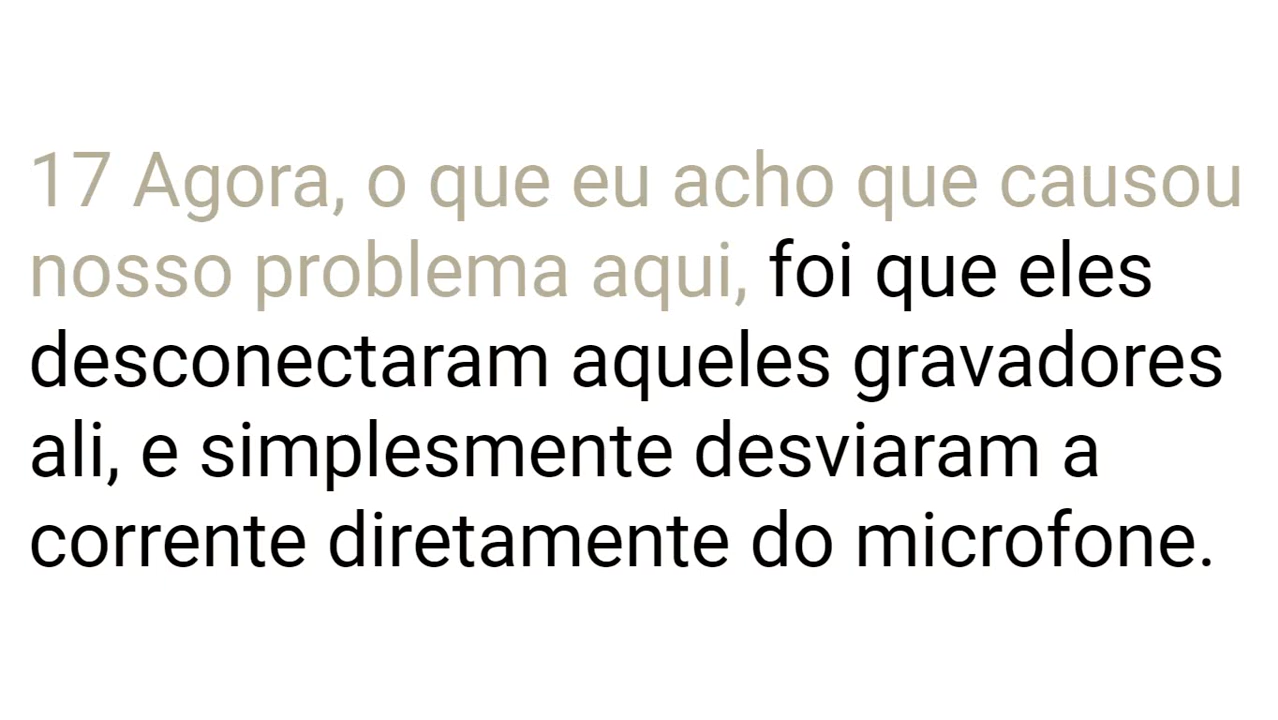 17 Agora, o que eu acho que causou
nosso problema aqui, foi que eles
desconectaram aqueles gravadores
ali, e simplesmente desviaram a
corrente diretamente do microfone.